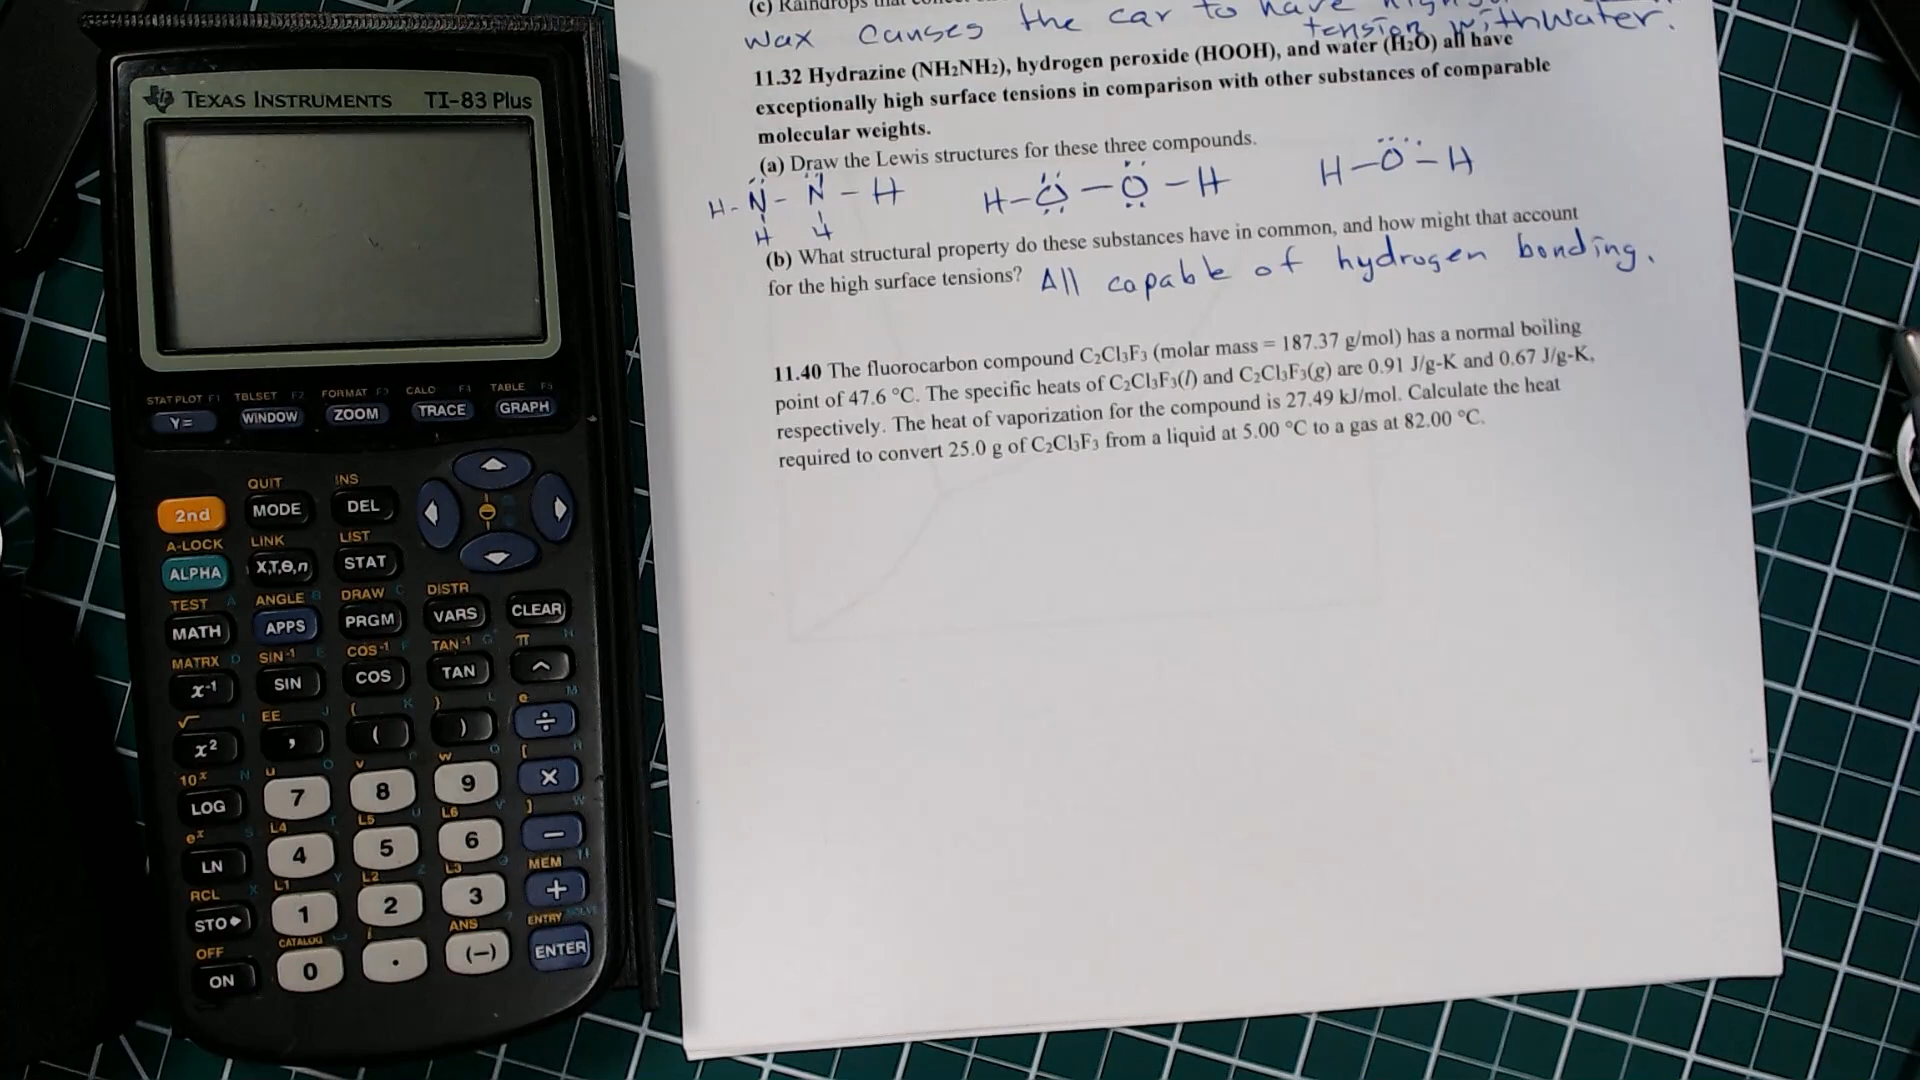 (c) Raindrops that
wax causes the car to have
tension with water.
11.32 Hydrazine (NH₂NH₂), hydrogen peroxide (HOOH), and water (H₂O) all have
exceptionally high surface tensions in comparison with other substances of comparable
molecular weights.
(a) Draw the Lewis structures for these three compounds.
H-N-N-H H-O-O-H H-O-H
H H
(b) What structural property do these substances have in common, and how might that account
for the high surface tensions? All capable of hydrogen bonding.
11.40 The fluorocarbon compound C₂Cl₃F₃ (molar mass = 187.37 g/mol) has a normal boiling
point of 47.6 °C. The specific heats of C₂Cl₃F₃(l) and C₂Cl₃F₃(g) are 0.91 J/g-K and 0.67 J/g-K,
respectively. The heat of vaporization for the compound is 27.49 kJ/mol. Calculate the heat
required to convert 25.0 g of C₂Cl₃F₃ from a liquid at 5.00 °C to a gas at 82.00 °C.
TEXAS INSTRUMENTS TI-83 Plus
STAT PLOT F1 TBLSET F2 FORMAT F3 CALC F4 TABLE F5
Y= WINDOW ZOOM TRACE GRAPH
QUIT INS
2nd MODE DEL
A-LOCK LINK LIST
ALPHA X,T,Θ,n STAT
TEST A ANGLE B DRAW C DISTR
MATH APPS PRGM VARS CLEAR
MATRX D SIN⁻¹ E COS⁻¹ F TAN⁻¹ G π H
x⁻¹ SIN COS TAN ^
√ I EE J { K } L e M
x² , ( ) ÷
10ˣ N u O v P w Q [ R
LOG 7 8 9 ×
eˣ S L4 T L5 U L6 V ] W
LN 4 5 6 −
RCL X L1 Y L2 Z L3 Θ MEM "
STO▸ 1 2 3 +
OFF CATALOG i ANS ? ENTRY SOLVE
ON 0 . (−) ENTER